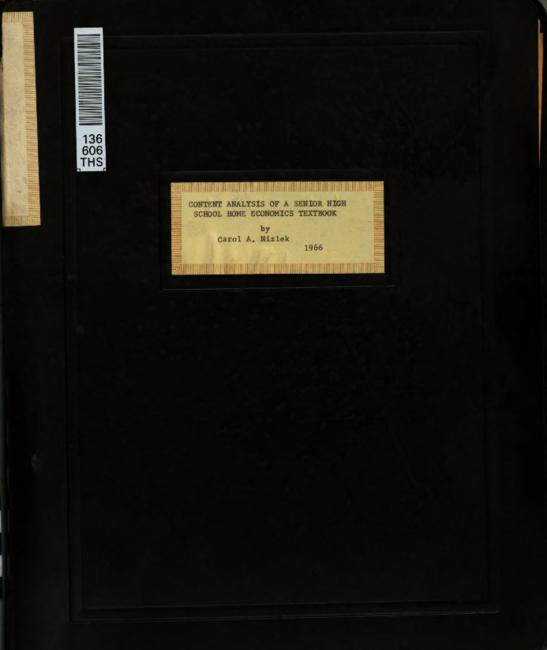 136
606
THS
CONTENT ANALYSIS OF A SENIOR HIGH
SCHOOL HOME ECONOMICS TEXTBOOK
by
Carol A. Niziek
1966